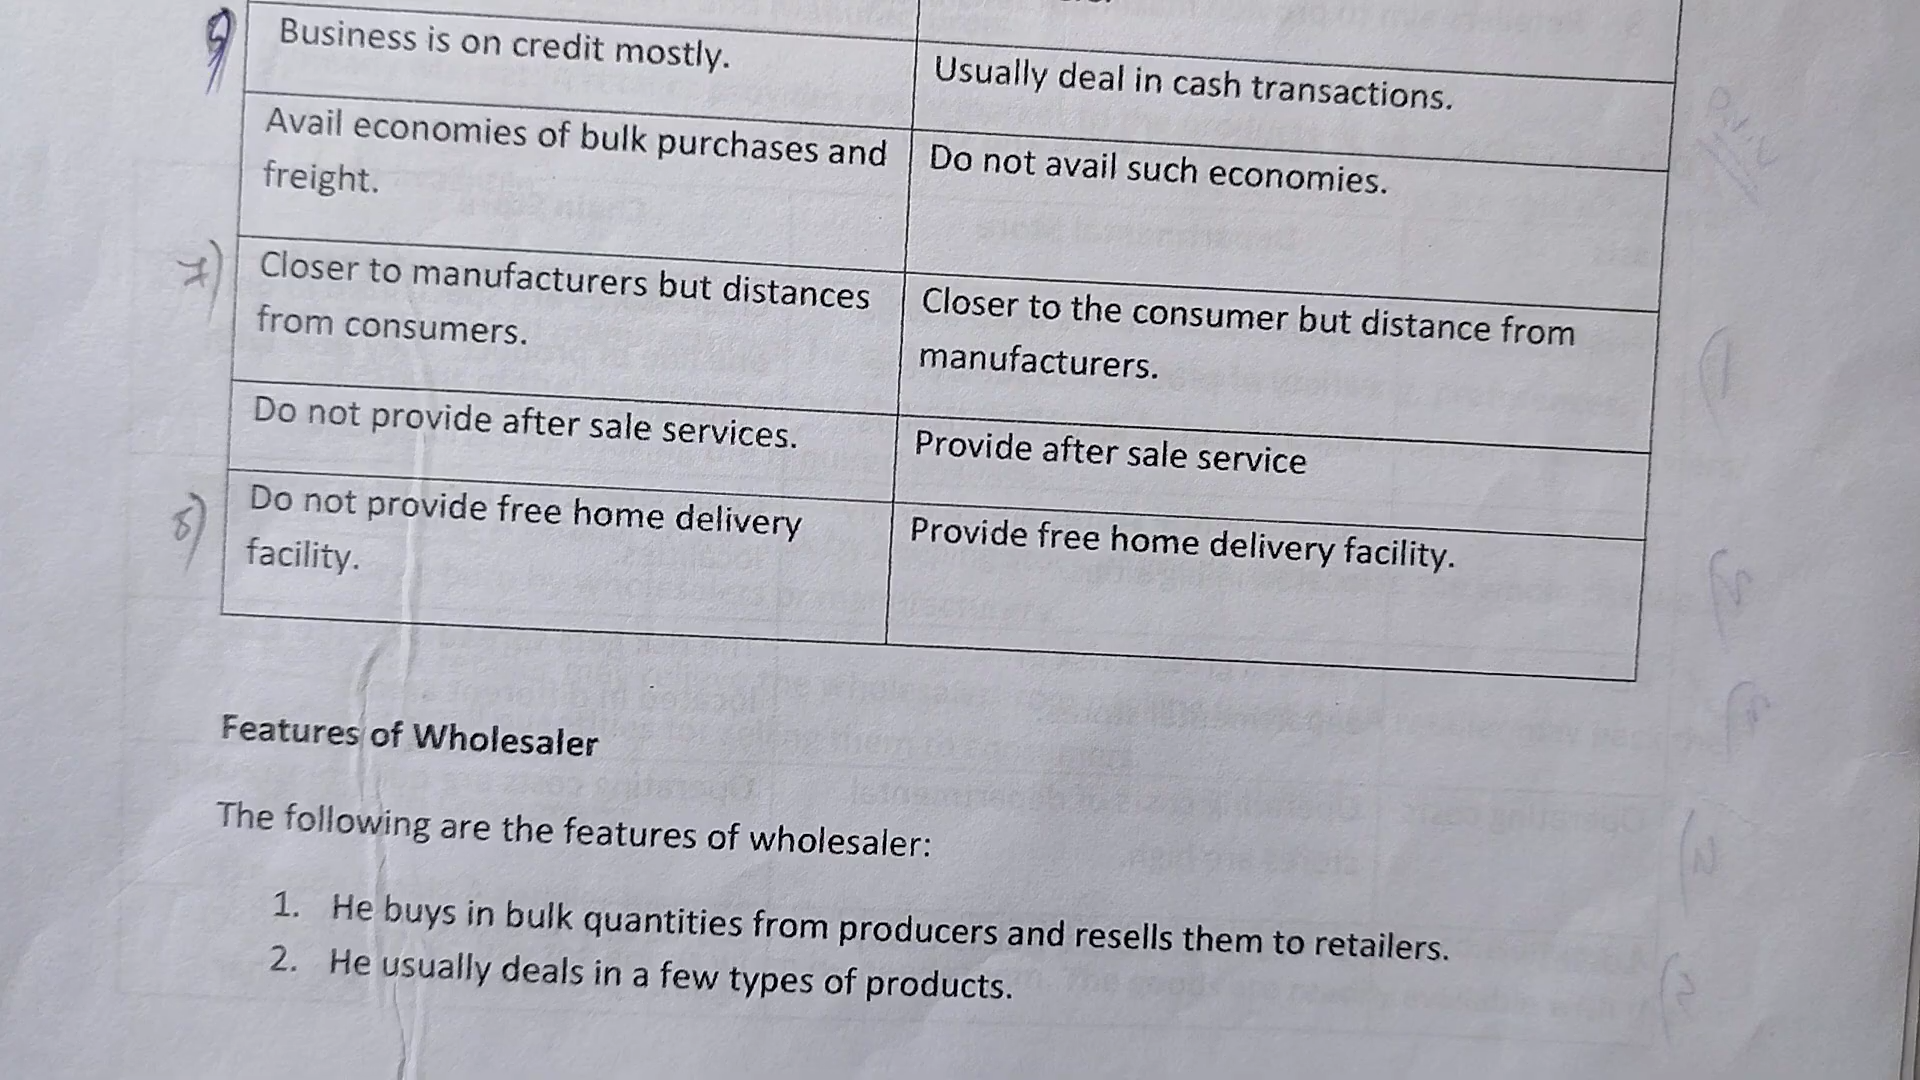 Business is on credit mostly.
Usually deal in cash transactions.
Avail economies of bulk purchases and
freight.
Do not avail such economies.
7)
Closer to manufacturers but distances
from consumers.
Closer to the consumer but distance from
manufacturers.
Do not provide after sale services.
Provide after sale service
8)
Do not provide free home delivery
facility.
Provide free home delivery facility.
Features of Wholesaler
The following are the features of wholesaler:
1. He buys in bulk quantities from producers and resells them to retailers.
2. He usually deals in a few types of products.